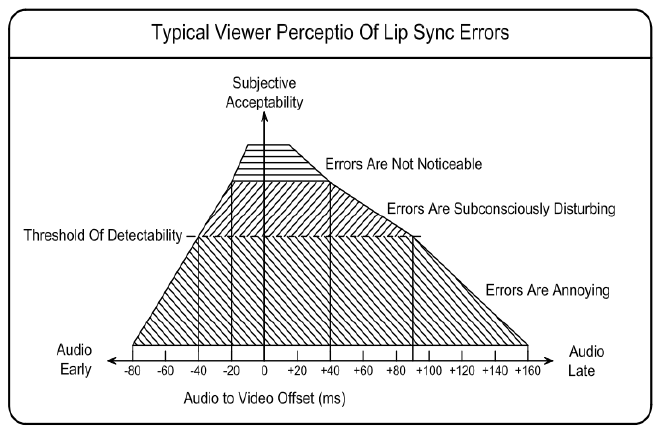 Typical Viewer Perceptio Of Lip Sync Errors
Subjective
Acceptability
Errors Are Not Noticeable
Errors Are Subconsciously Disturbing
Threshold Of Detectability
Errors Are Annoying
Audio
Early
-80 -60 -40 -20 0 +20 +40 +60 +80 +100 +120 +140 +160
Audio
Late
Audio to Video Offset (ms)